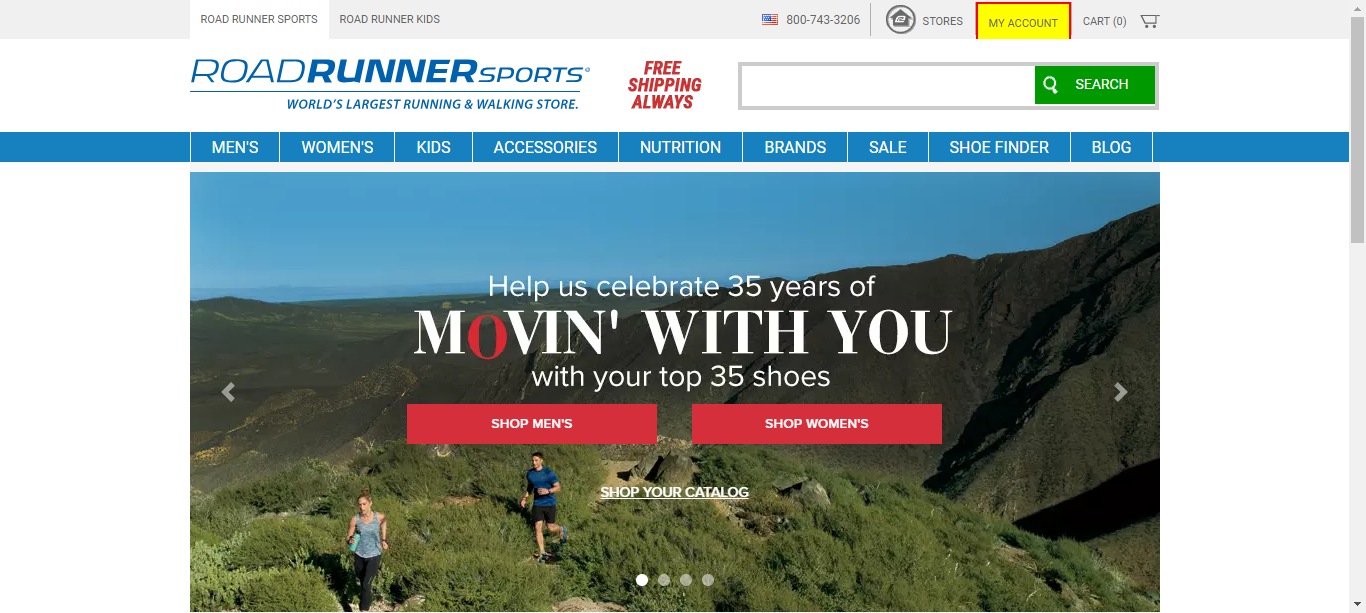 ROAD RUNNER SPORTS
ROAD RUNNER KIDS
800-743-3206
STORES
MY ACCOUNT
CART (0)
ROADRUNNERSPORTS®
WORLD'S LARGEST RUNNING & WALKING STORE.
FREE
SHIPPING
ALWAYS
SEARCH
MEN'S
WOMEN'S
KIDS
ACCESSORIES
NUTRITION
BRANDS
SALE
SHOE FINDER
BLOG
Help us celebrate 35 years of
MOVIN' WITH YOU
with your top 35 shoes
SHOP MEN'S
SHOP WOMEN'S
SHOP YOUR CATALOG